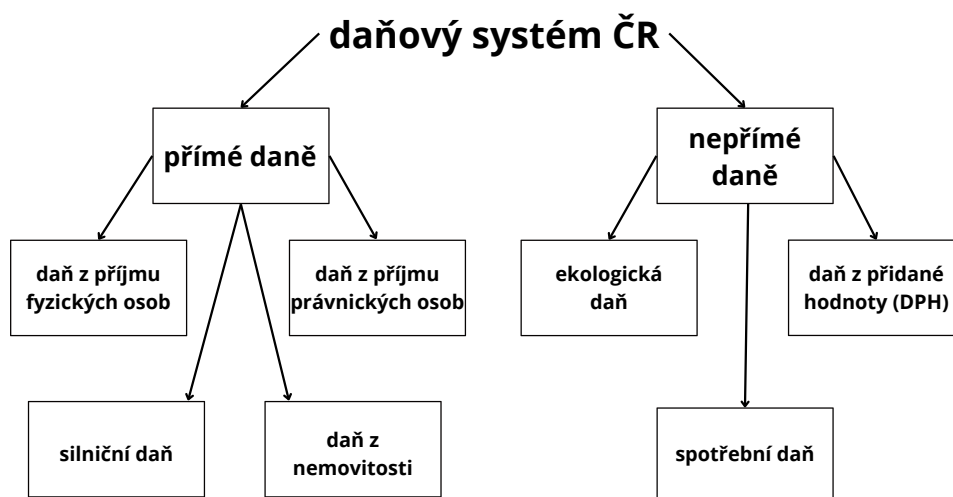 daňový systém ČR
přímé daně
nepřímé
daně
daň z příjmu
fyzických osob
daň z příjmu
právnických osob
ekologická
daň
daň z přidané
hodnoty (DPH)
silniční daň
daň z
nemovitosti
spotřební daň